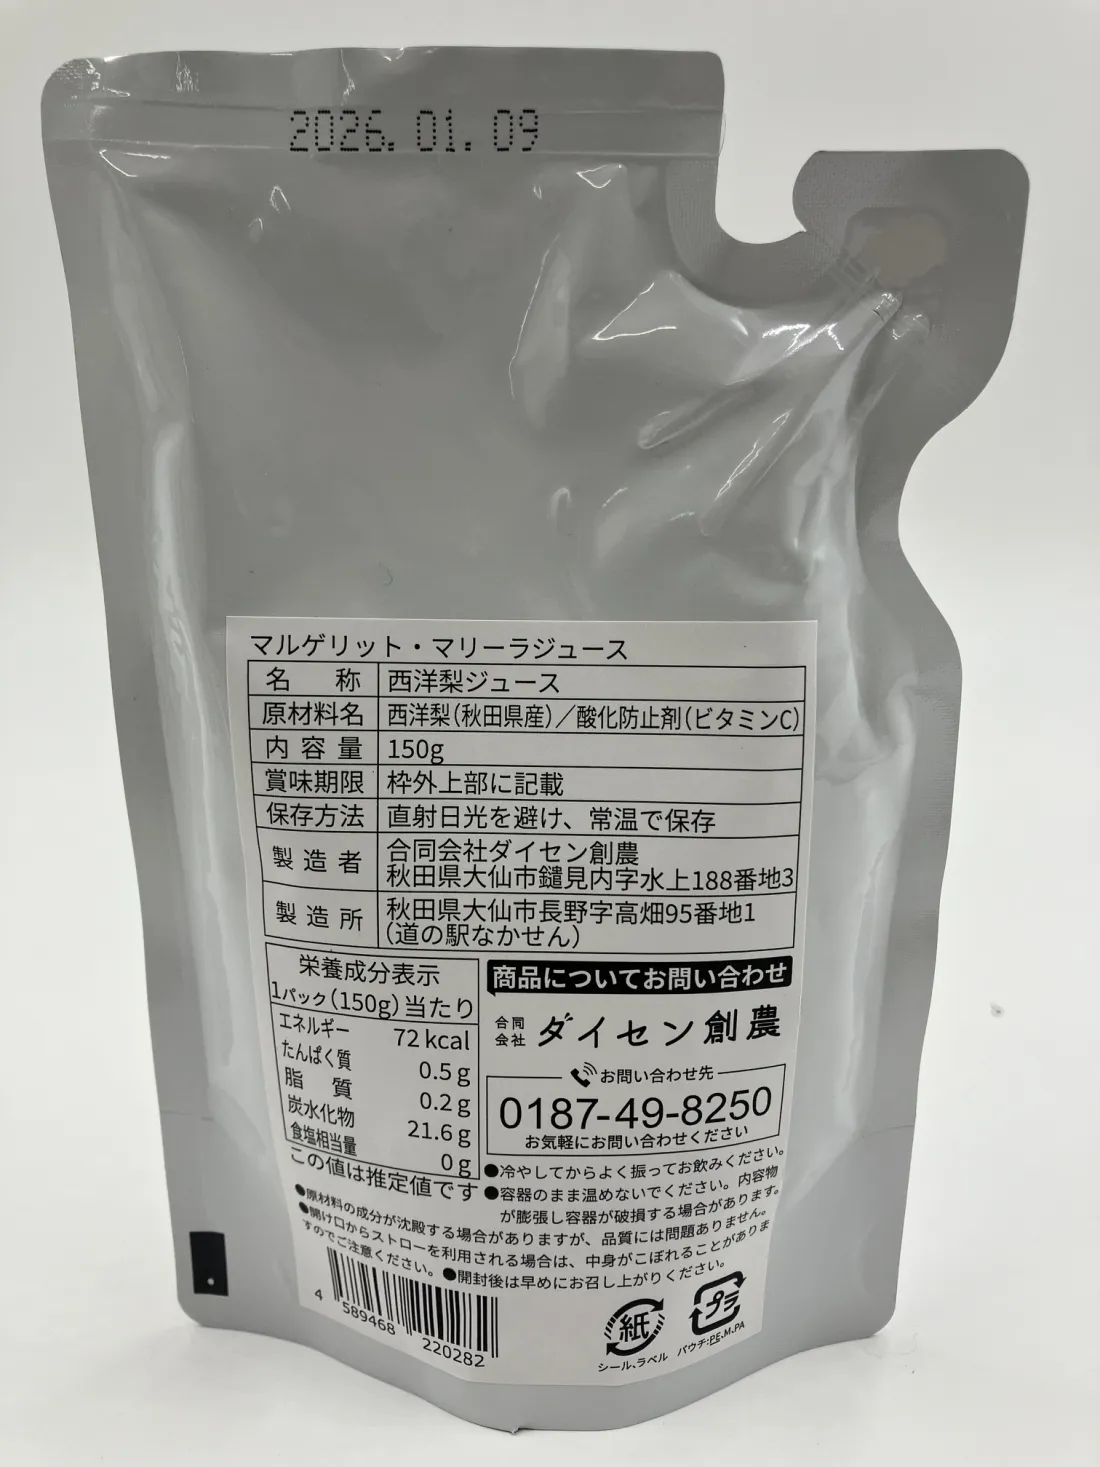 2026.01.09
マルゲリット・マリーラジュース
名称 西洋梨ジュース
原材料名 西洋梨(秋田県産)／酸化防止剤(ビタミンC)
内容量 150g
賞味期限 枠外上部に記載
保存方法 直射日光を避け、常温で保存
製造者 合同会社ダイセン創農
秋田県大仙市鑓見内字水上188番地3
製造所 秋田県大仙市長野字高畑95番地1
(道の駅なかせん)
栄養成分表示
1パック(150g)当たり
エネルギー 72kcal
たんぱく質 0.5g
脂質 0.2g
炭水化物 21.6g
食塩相当量 0g
この値は推定値です
商品についてお問い合わせ
合同会社 ダイセン創農
お問い合わせ先
0187-49-8250
お気軽にお問い合わせください
●冷やしてからよく振ってお飲みください。
●容器のまま温めないでください。内容物
が膨張し容器が破損する場合があります。
●原材料の成分が沈殿する場合がありますが、品質には問題ありません。
●開け口からストローを利用される場合は、中身がこぼれることがありま
すのでご注意ください。●開封後は早めにお召し上がりください。
4 589468 220282
紙
シール、ラベル
プラ
パウチ:PE,M,PA